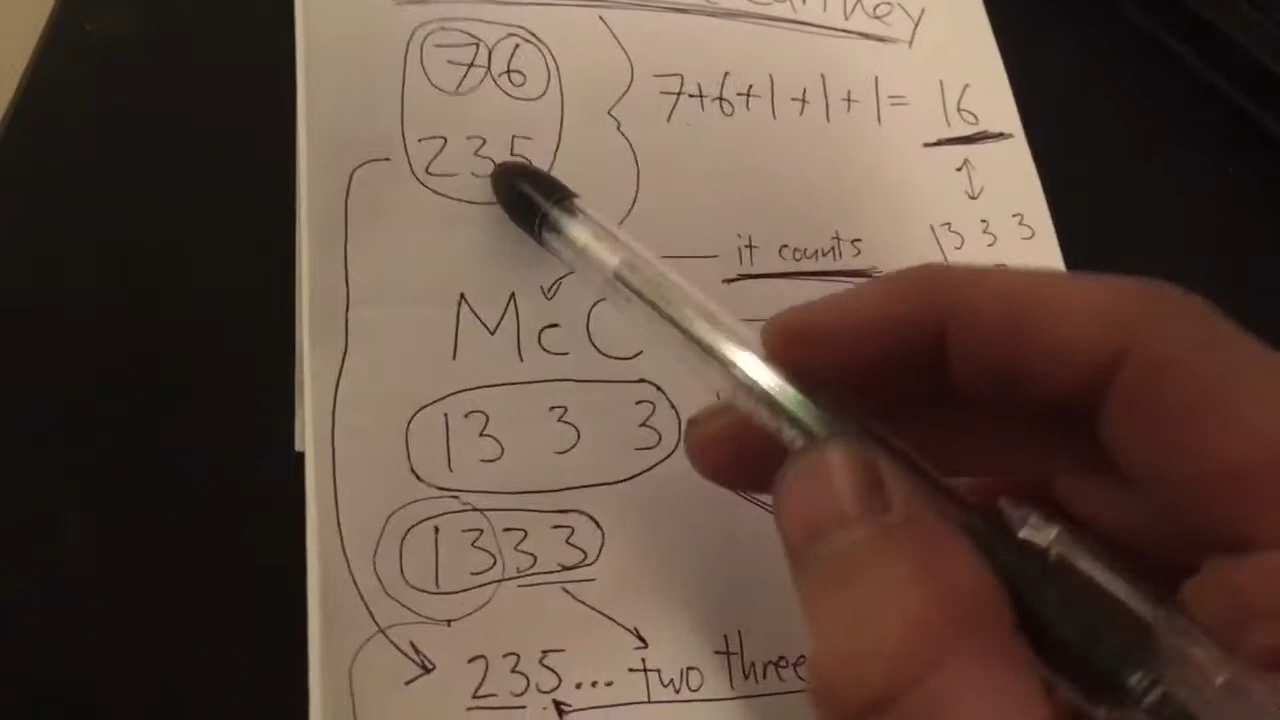 76
7+6+1+1+1= 16
235
it counts
13 3 3
McC
13 3 3
1333
235... two three